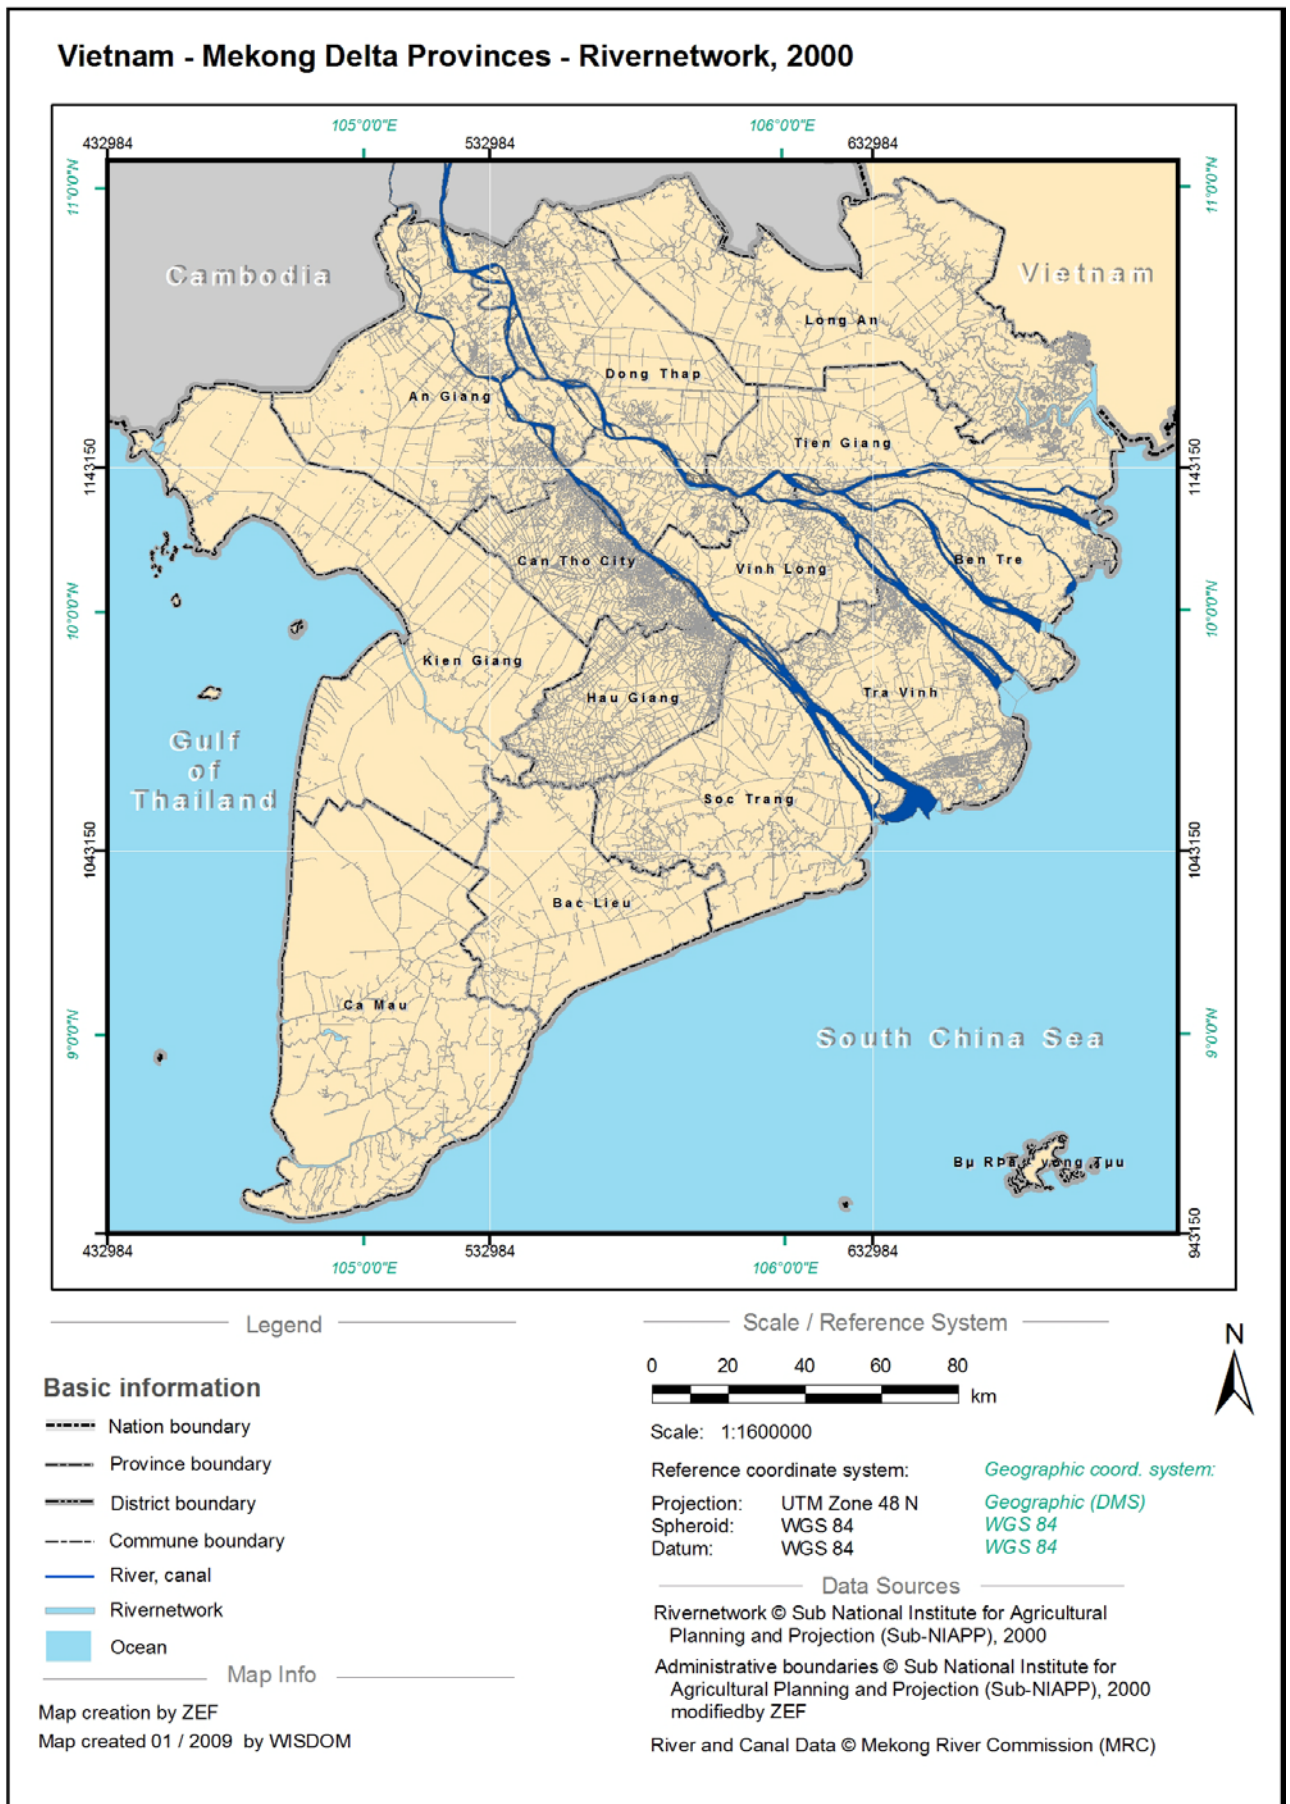 Vietnam - Mekong Delta Provinces - Rivernetwork, 2000
105°0'0"E
106°0'0"E
432984
532984
632984
11°0'0"N
11°0'0"N
Cambodia
Vietnam
Long An
Dong Thap
An Giang
Tien Giang
1143150
1143150
Can Tho City
Vinh Long
Ben Tre
10°0'0"N
10°0'0"N
Kien Giang
Hau Giang
Tra Vinh
Gulf
of
Thailand
Soc Trang
1043150
1043150
Bac Lieu
Ca Mau
9°0'0"N
9°0'0"N
South China Sea
943150
432984
532984
632984
105°0'0"E
106°0'0"E
Legend
Basic information
Nation boundary
Province boundary
District boundary
Commune boundary
River, canal
Rivernetwork
Ocean
Map Info
Map creation by ZEF
Map created 01 / 2009 by WISDOM
Scale / Reference System
N
0 20 40 60 80
km
Scale: 1:1600000
Reference coordinate system: Geographic coord. system:
Projection: UTM Zone 48 N Geographic (DMS)
Spheroid: WGS 84 WGS 84
Datum: WGS 84 WGS 84
Data Sources
Rivernetwork © Sub National Institute for Agricultural
Planning and Projection (Sub-NIAPP), 2000
Administrative boundaries © Sub National Institute for
Agricultural Planning and Projection (Sub-NIAPP), 2000
modifiedby ZEF
River and Canal Data © Mekong River Commission (MRC)